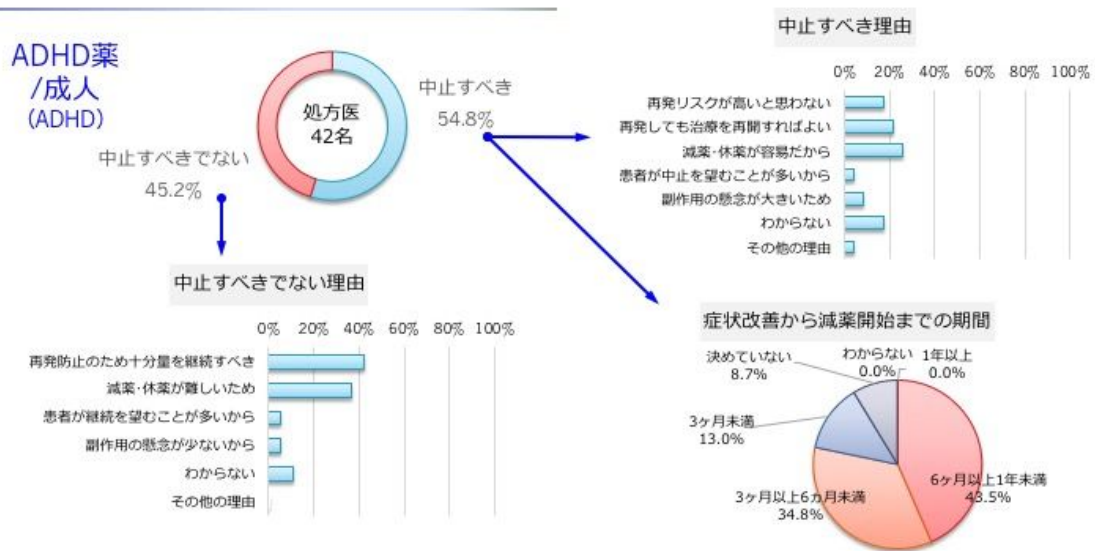 ADHD薬
/成人
(ADHD)
処方医
42名
中止すべき
54.8%
中止すべきでない
45.2%
中止すべき理由
0% 20% 40% 60% 80% 100%
再発リスクが高いと思わない
再発しても治療を再開すればよい
減薬・休薬が容易だから
患者が中止を望むことが多いから
副作用の懸念が大きいため
わからない
その他の理由
中止すべきでない理由
0% 20% 40% 60% 80% 100%
再発防止のため十分量を継続すべき
減薬・休薬が難しいため
患者が継続を望むことが多いから
副作用の懸念が少ないから
わからない
その他の理由
症状改善から減薬開始までの期間
決めていない
8.7%
わからない
0.0%
1年以上
0.0%
3ヶ月未満
13.0%
6ヶ月以上1年未満
43.5%
3ヶ月以上6ヵ月未満
34.8%